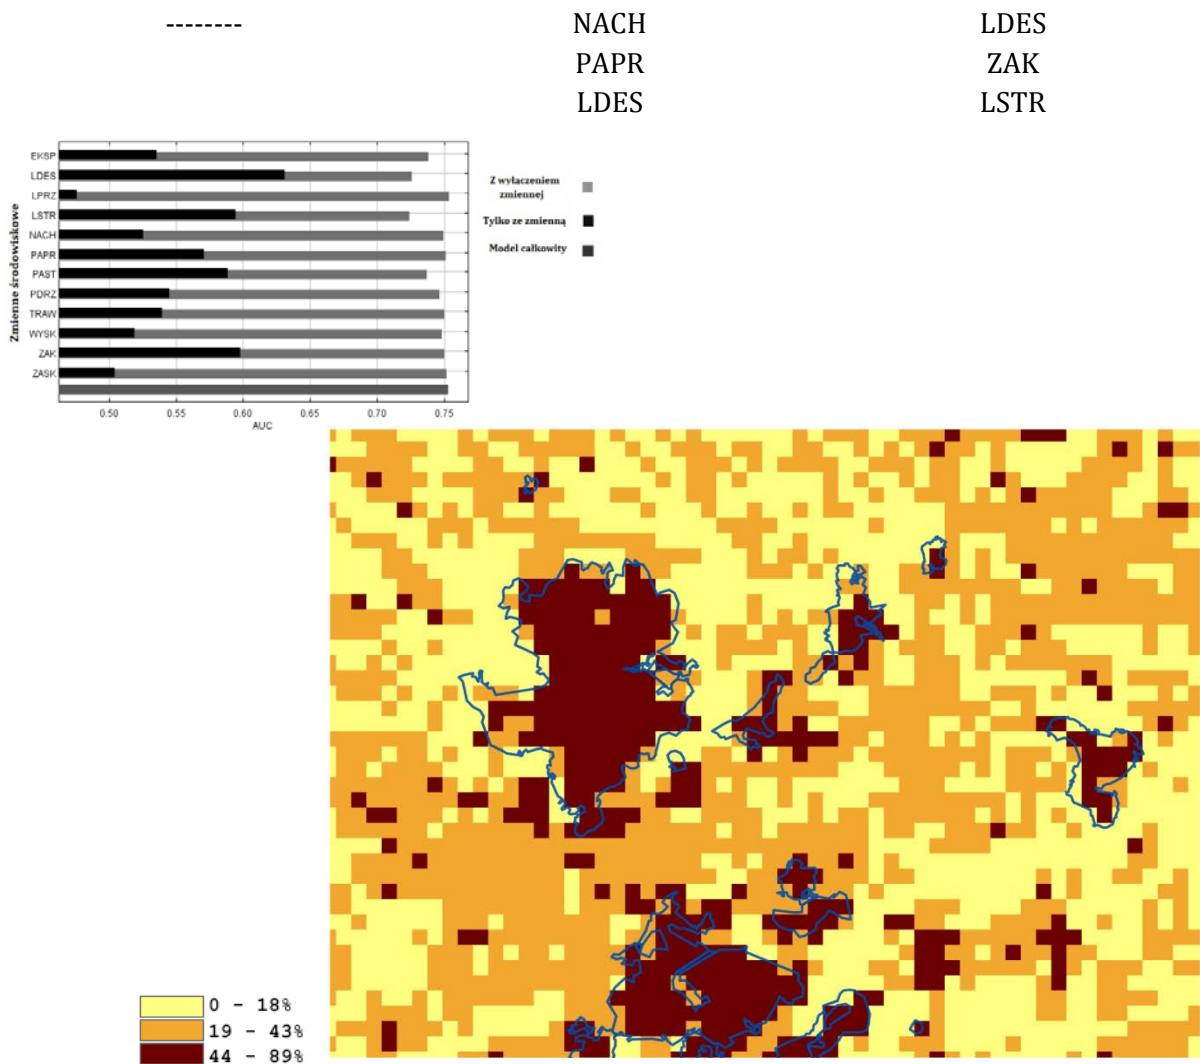 -------- NACH LDES
PAPR ZAK
LDES LSTR
Zmienne środowiskowe
EKSP
LDES
LPRZ
LSTR
NACH
PAPR
PAST
PDRZ
TRAW
WYSK
ZAK
ZASK
0.50 0.55 0.60 0.65 0.70 0.75
AUC
Z wyłączeniem
zmiennej
Tylko ze zmienną
Model całkowity
0 - 18%
19 - 43%
44 - 89%